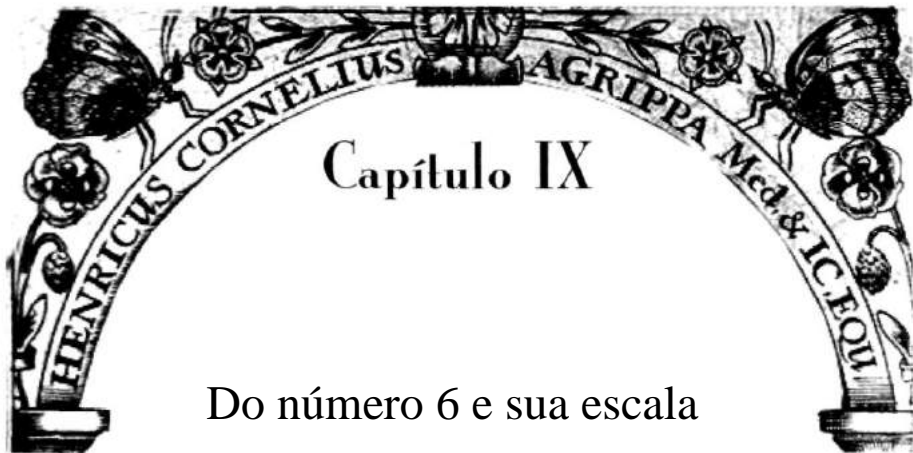 HENRICUS CORNELIUS AGRIPPA Med, & IC, EQU
Capítulo IX
Do número 6 e sua escala